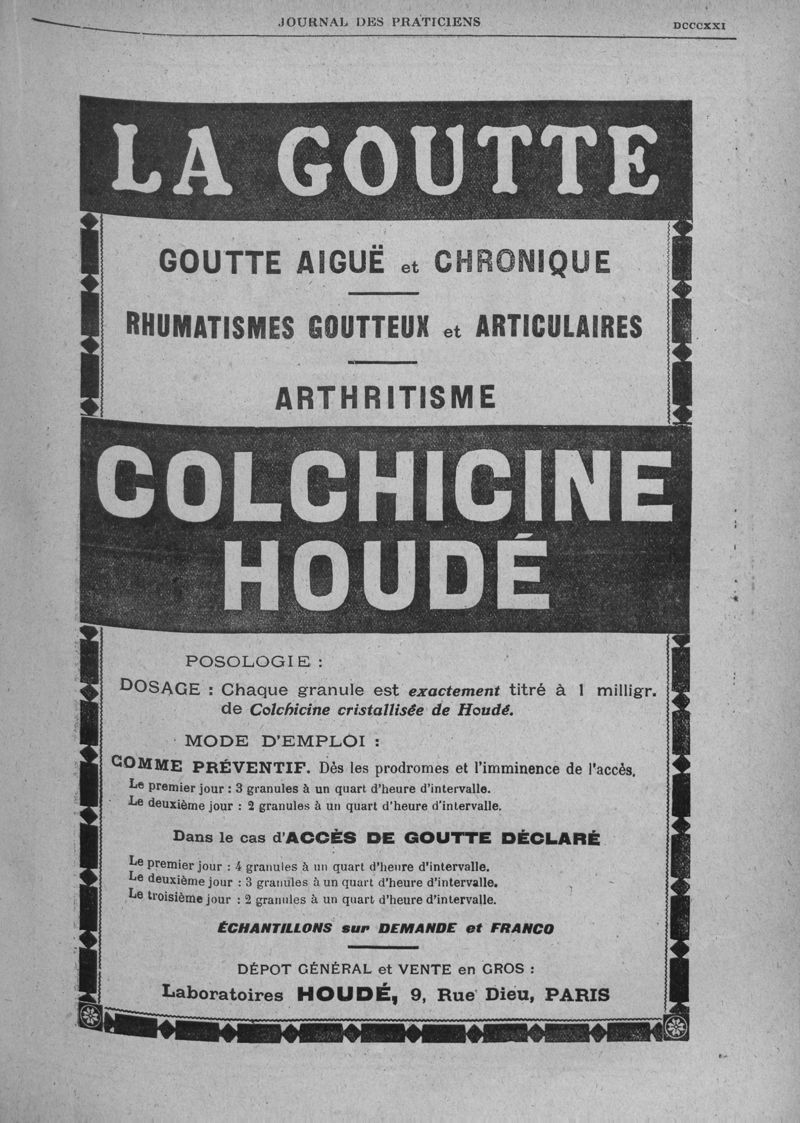 JOURNAL DES PRATICIENS
DCCCXXI
LA GOUTTE
GOUTTE AIGUË et CHRONIQUE
RHUMATISMES GOUTTEUX et ARTICULAIRES
ARTHRITISME
COLCHICINE
HOUDÉ
POSOLOGIE :
DOSAGE : Chaque granule est exactement titré à 1 milligr.
de Colchicine cristallisée de Houdé.
MODE D'EMPLOI :
COMME PRÉVENTIF. Dès les prodromes et l'imminence de l'accès.
Le premier jour : 3 granules à un quart d'heure d'intervalle.
Le deuxième jour : 2 granules à un quart d'heure d'intervalle.
Dans le cas d'ACCÈS DE GOUTTE DÉCLARÉ
Le premier jour : 4 granules à un quart d'heure d'intervalle.
Le deuxième jour : 3 granules à un quart d'heure d'intervalle.
Le troisième jour : 2 granules à un quart d'heure d'intervalle.
ÉCHANTILLONS sur DEMANDE et FRANCO
DÉPOT GÉNÉRAL et VENTE en GROS :
Laboratoires HOUDÉ, 9, Rue Dieu, PARIS